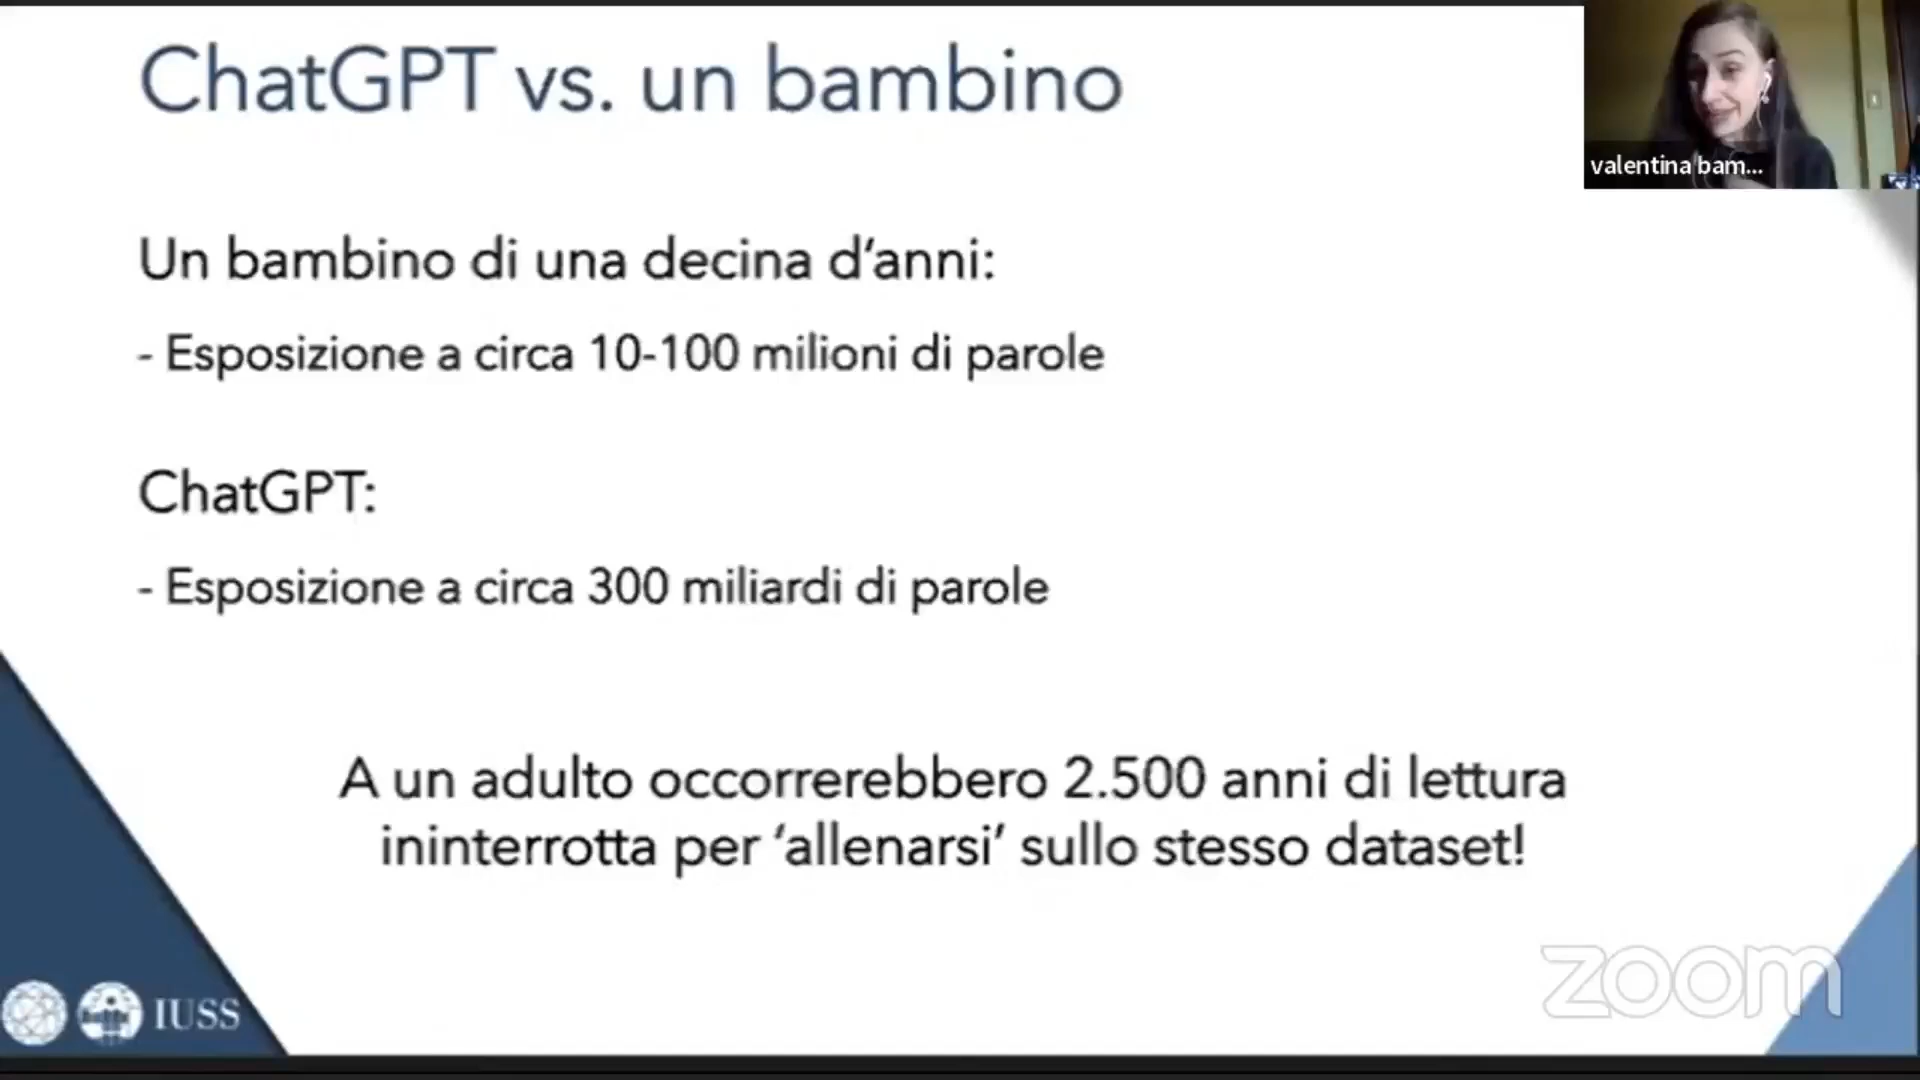 ChatGPT vs. un bambino
valentina bam...
Un bambino di una decina d’anni:
- Esposizione a circa 10-100 milioni di parole
ChatGPT:
- Esposizione a circa 300 miliardi di parole
A un adulto occorrerebbero 2.500 anni di lettura
ininterrotta per ‘allenarsi’ sullo stesso dataset!
IUSS
zoom